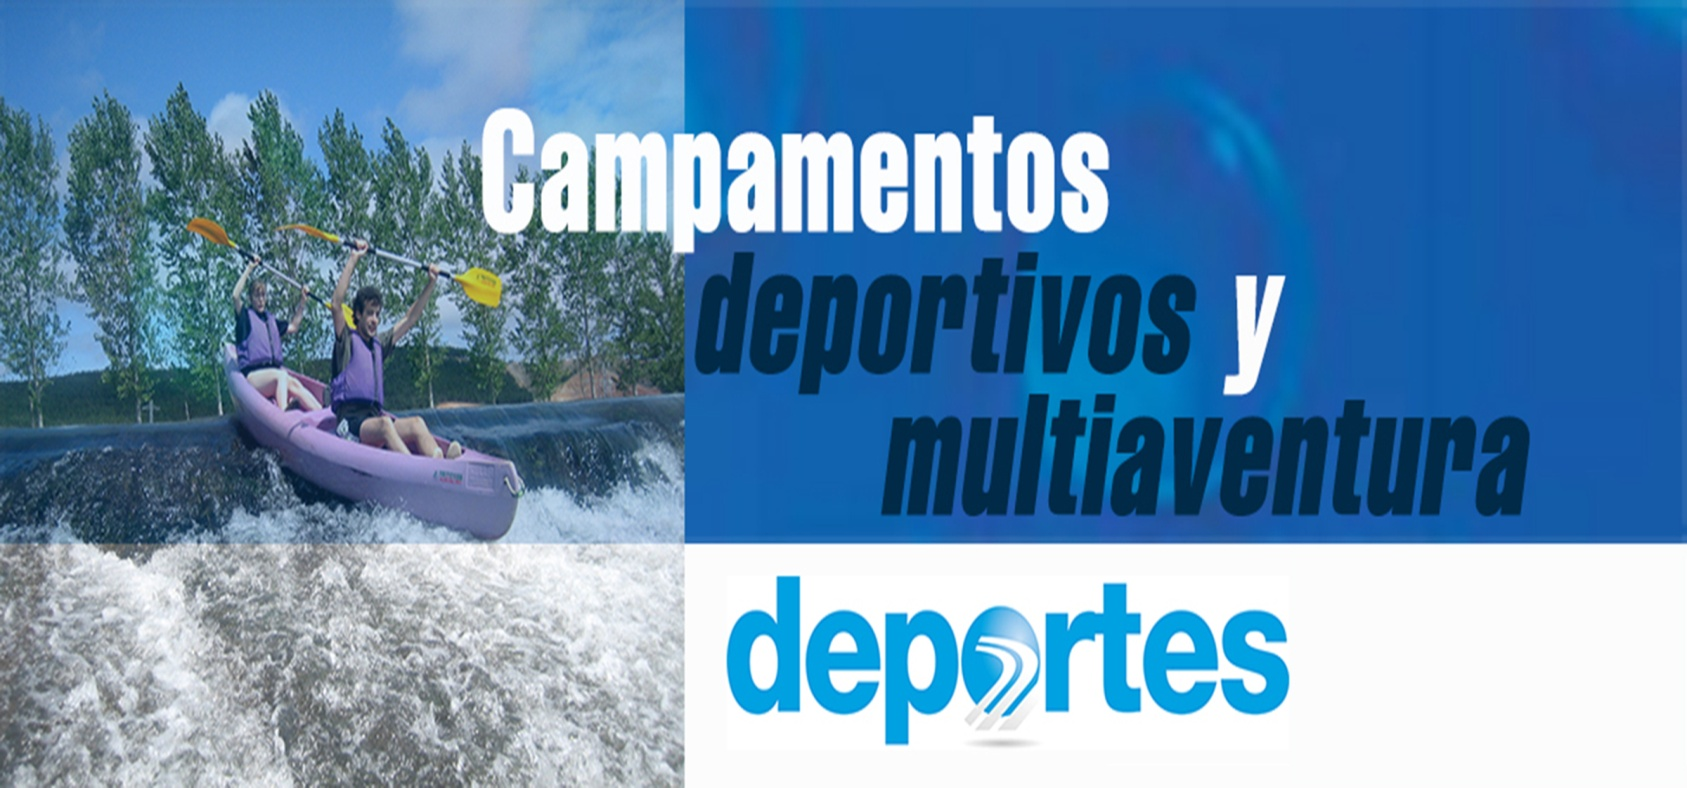 Campamentos
deportivos y
multiaventura
deportes